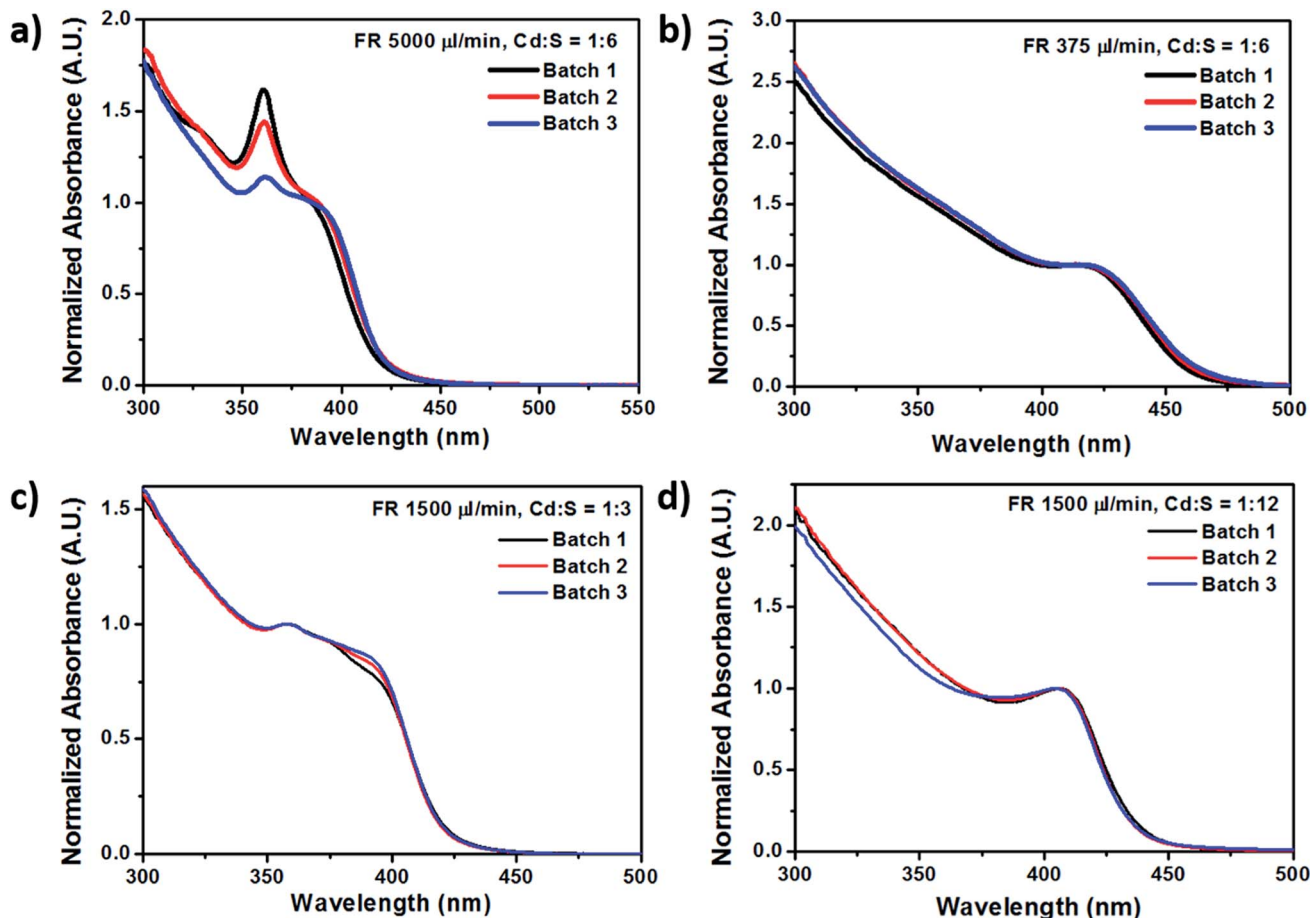 a)
FR 5000 µl/min, Cd:S = 1:6
Batch 1
Batch 2
Batch 3
Normalized Absorbance (A.U.)
2.0
1.5
1.0
0.5
0.0
300 350 400 450 500 550
Wavelength (nm)
b)
FR 375 µl/min, Cd:S = 1:6
Batch 1
Batch 2
Batch 3
Normalized Absorbance (A.U.)
3.0
2.5
2.0
1.5
1.0
0.5
0.0
300 350 400 450 500
Wavelength (nm)
c)
FR 1500 µl/min, Cd:S = 1:3
Batch 1
Batch 2
Batch 3
Normalized Absorbance (A.U.)
1.5
1.0
0.5
0.0
300 350 400 450 500
Wavelength (nm)
d)
FR 1500 µl/min, Cd:S = 1:12
Batch 1
Batch 2
Batch 3
Normalized Absorbance (A.U.)
2.0
1.5
1.0
0.5
0.0
300 350 400 450 500
Wavelength (nm)